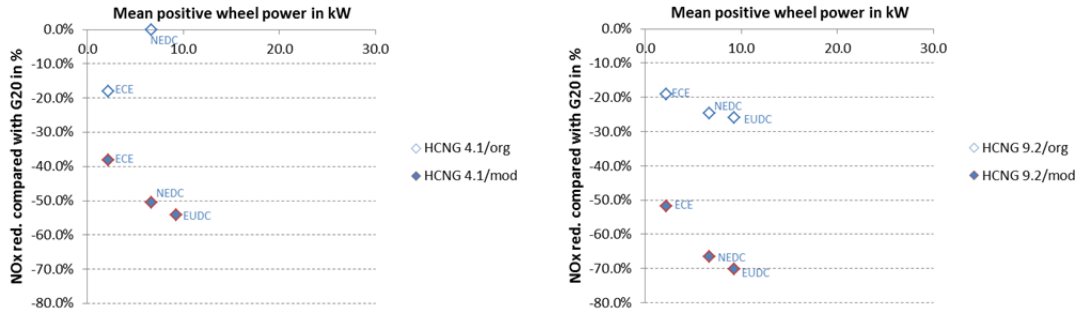 Mean positive wheel power in kW
0.0%
0.0
10.0
20.0
30.0
NEDC
-10.0%
ECE
-20.0%
-30.0%
ECE
-40.0%
NEDC
-50.0%
EUDC
-60.0%
-70.0%
-80.0%
NOx red. compared with G20 in %
HCNG 4.1/org
HCNG 4.1/mod
Mean positive wheel power in kW
0.0%
0.0
10.0
20.0
30.0
-10.0%
ECE
-20.0%
NEDC
EUDC
-30.0%
-40.0%
-50.0%
ECE
-60.0%
NEDC
-70.0%
EUDC
-80.0%
NOx red. compared with G20 in %
HCNG 9.2/org
HCNG 9.2/mod